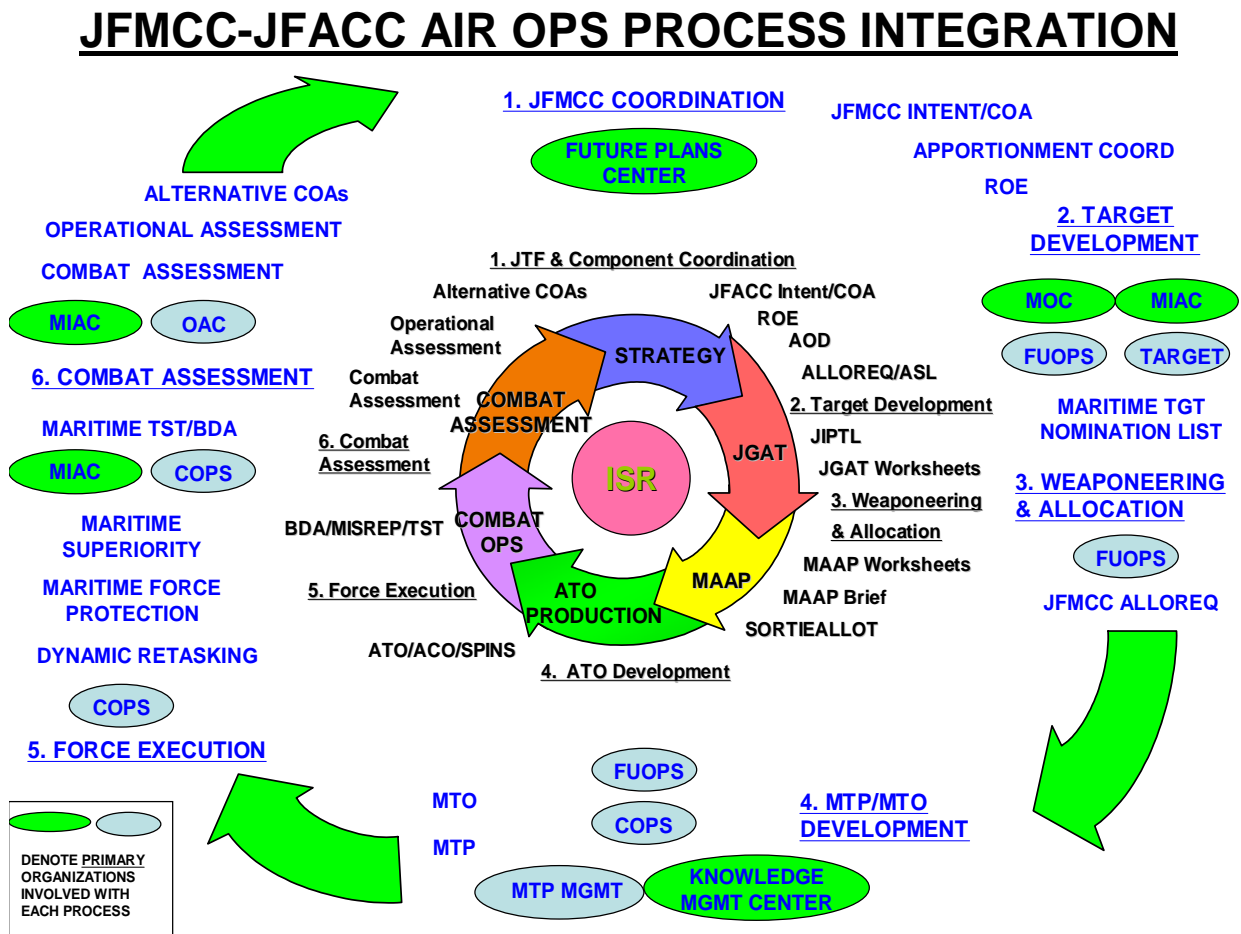 JFMCC-JFACC AIR OPS PROCESS INTEGRATION
1. JFMCC COORDINATION
FUTURE PLANS
CENTER
JFMCC INTENT/COA
APPORTIONMENT COORD
ROE
2. TARGET
DEVELOPMENT
MOC
MIAC
FUOPS
TARGET
MARITIME TGT
NOMINATION LIST
3. WEAPONEERING
& ALLOCATION
FUOPS
JFMCC ALLOREQ
4. MTP/MTO
DEVELOPMENT
FUOPS
COPS
MTP MGMT
KNOWLEDGE
MGMT CENTER
MTO
MTP
5. FORCE EXECUTION
COPS
DYNAMIC RETASKING
MARITIME FORCE
PROTECTION
MARITIME
SUPERIORITY
MIAC
COPS
MARITIME TST/BDA
6. COMBAT ASSESSMENT
MIAC
OAC
COMBAT ASSESSMENT
OPERATIONAL ASSESSMENT
ALTERNATIVE COAs
1. JTF & Component Coordination
JFACC Intent/COA
ROE
AOD
ALLOREQ/ASL
2. Target Development
JIPTL
JGAT Worksheets
3. Weaponeering
& Allocation
MAAP Worksheets
MAAP Brief
SORTIEALLOT
4. ATO Development
ATO/ACO/SPINS
5. Force Execution
BDA/MISREP/TST
6. Combat
Assessment
Combat
Assessment
Operational
Assessment
Alternative COAs
STRATEGY
JGAT
MAAP
ATO
PRODUCTION
COMBAT
OPS
COMBAT
ASSESSMENT
ISR
DENOTE PRIMARY
ORGANIZATIONS
INVOLVED WITH
EACH PROCESS